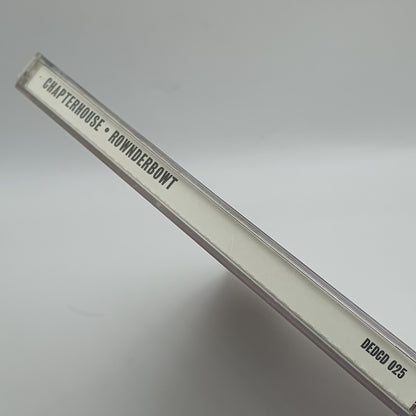 CHAPTERHOUSE • ROWNDERBOWT
DEDCD 025